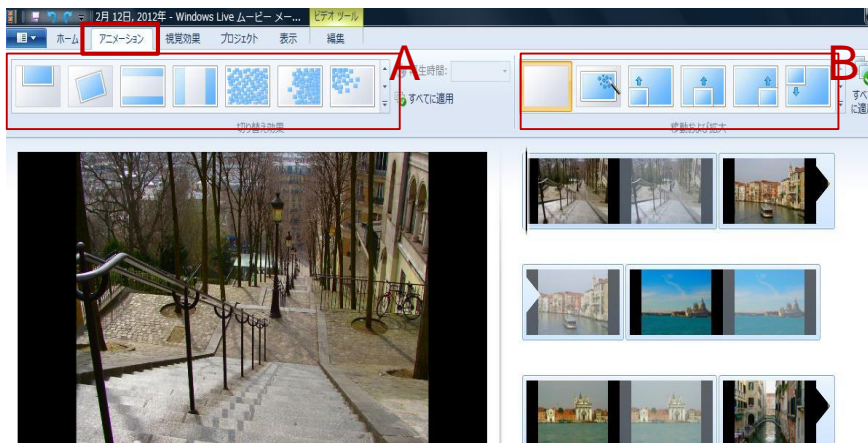 2月 12日, 2012年 - Windows Live ムービー メー... ビデオ ツール
ホーム アニメーション 視覚効果 プロジェクト 表示 編集
A
B
再生時間:
すべてに適用
すべ
に適
切り替え効果
移動および拡大